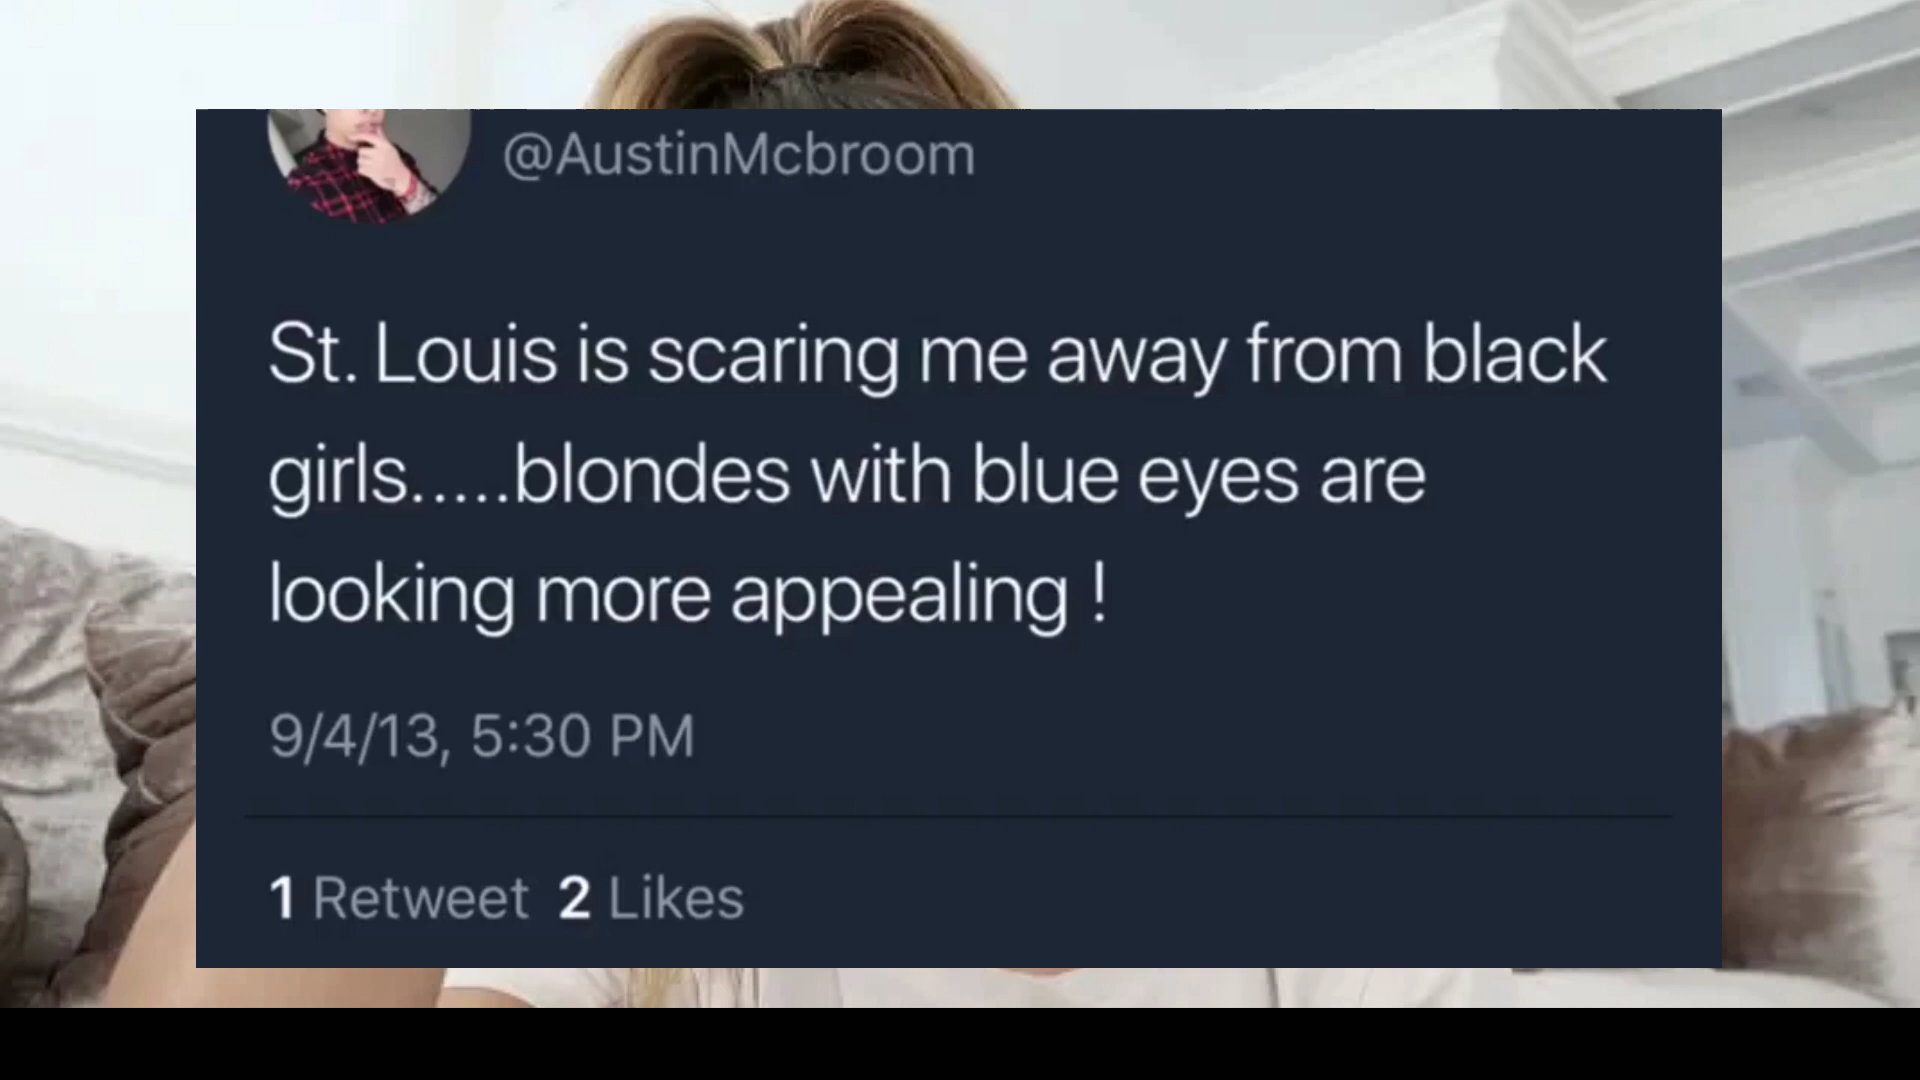 @AustinMcbroom
St. Louis is scaring me away from black
girls.....blondes with blue eyes are
looking more appealing !
9/4/13, 5:30 PM
1 Retweet 2 Likes